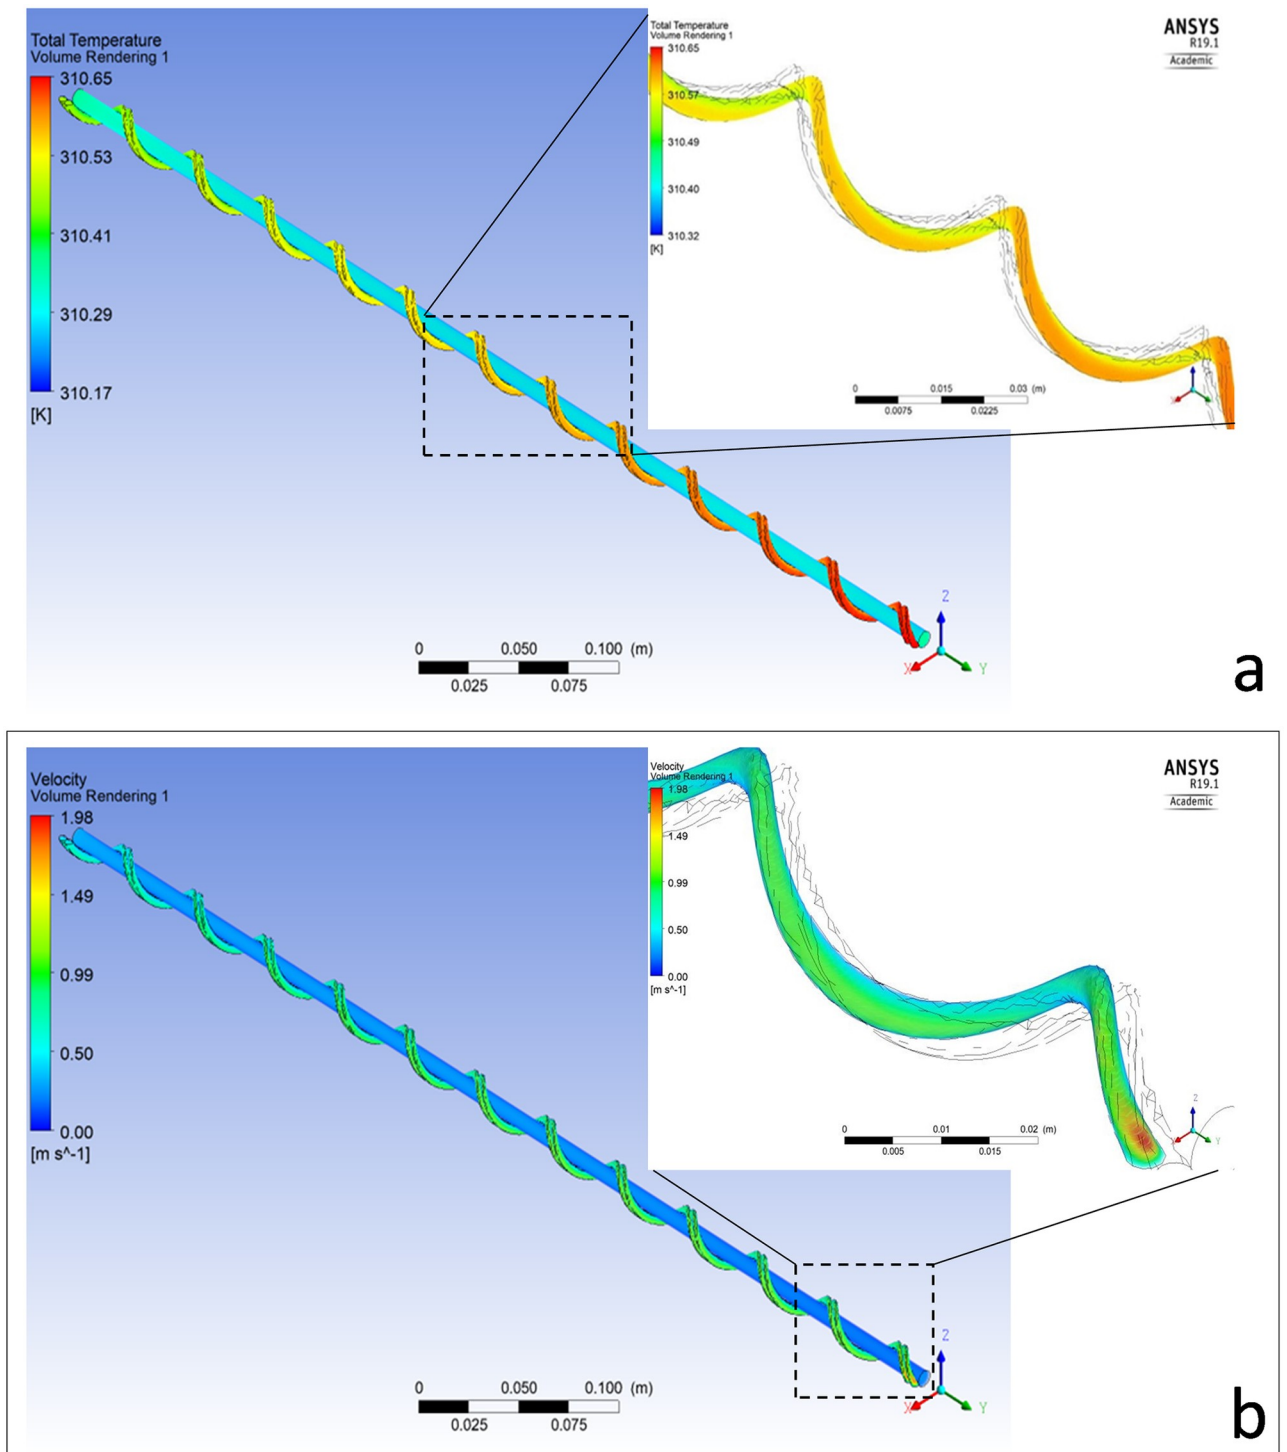 Total Temperature
Volume Rendering 1
310.65
310.53
310.41
310.29
310.17
[K]
Total Temperature
Volume Rendering 1
310.65
310.57
310.49
310.40
310.32
[K]
ANSYS
R19.1
Academic
0 0.015 0.03 (m)
0.0075 0.0225
X
0 0.050 0.100 (m)
0.025 0.075
Z
X Y
a
Velocity
Volume Rendering 1
1.98
1.49
0.99
0.50
0.00
[m s^-1]
Velocity
Volume Rendering 1
1.98
1.49
0.99
0.50
0.00
[m s^-1]
ANSYS
R19.1
Academic
0 0.01 0.02 (m)
0.005 0.015
Z
X Y
0 0.050 0.100 (m)
0.025 0.075
Z
X Y
b